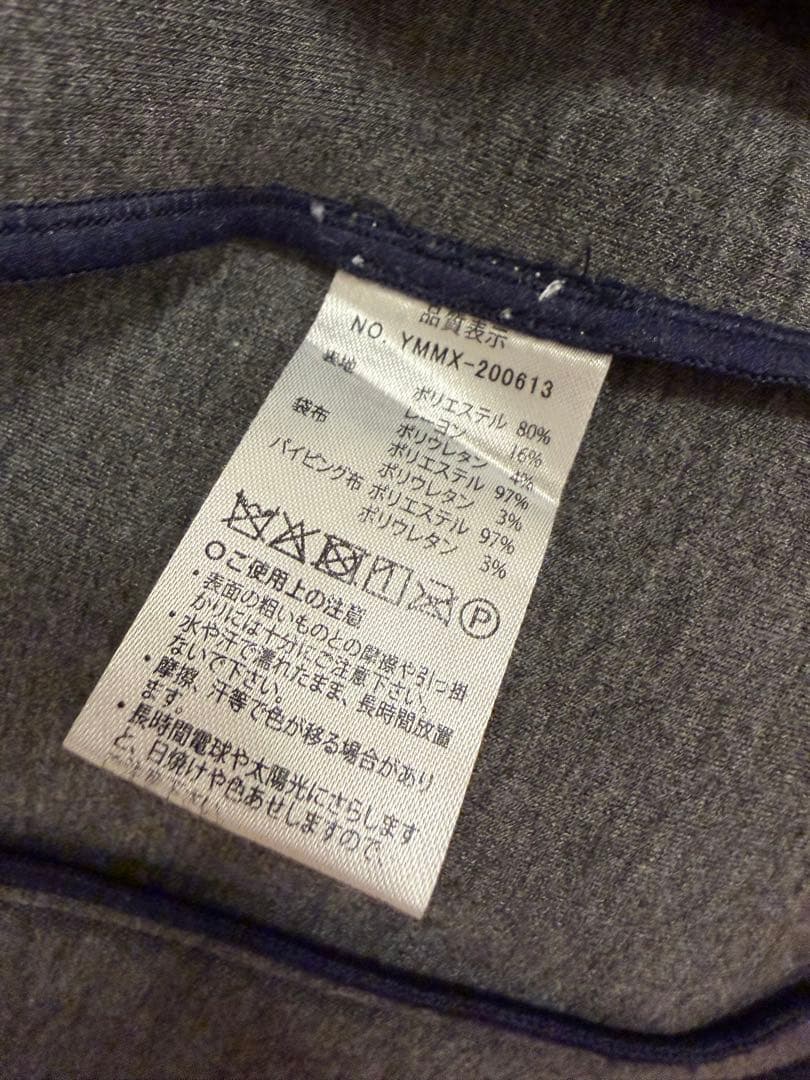 品質表示
NO. YMMX-200613
表地 ポリエステル 80%
レーヨン 16%
ポリウレタン 4%
袋布 ポリエステル 97%
ポリウレタン 3%
パイピング布 ポリエステル 97%
ポリウレタン 3%
P
○ご使用上の注意
・表面の粗いものとの摩擦や引っ掛
かりには十分にご注意下さい。
・水や汗で濡れたまま、長時間放置
ないで下さい。
・摩擦、汗等で色が移る場合があり
ます。
・長時間電球や太陽光にさらします
と、日焼けや色あせしますので、